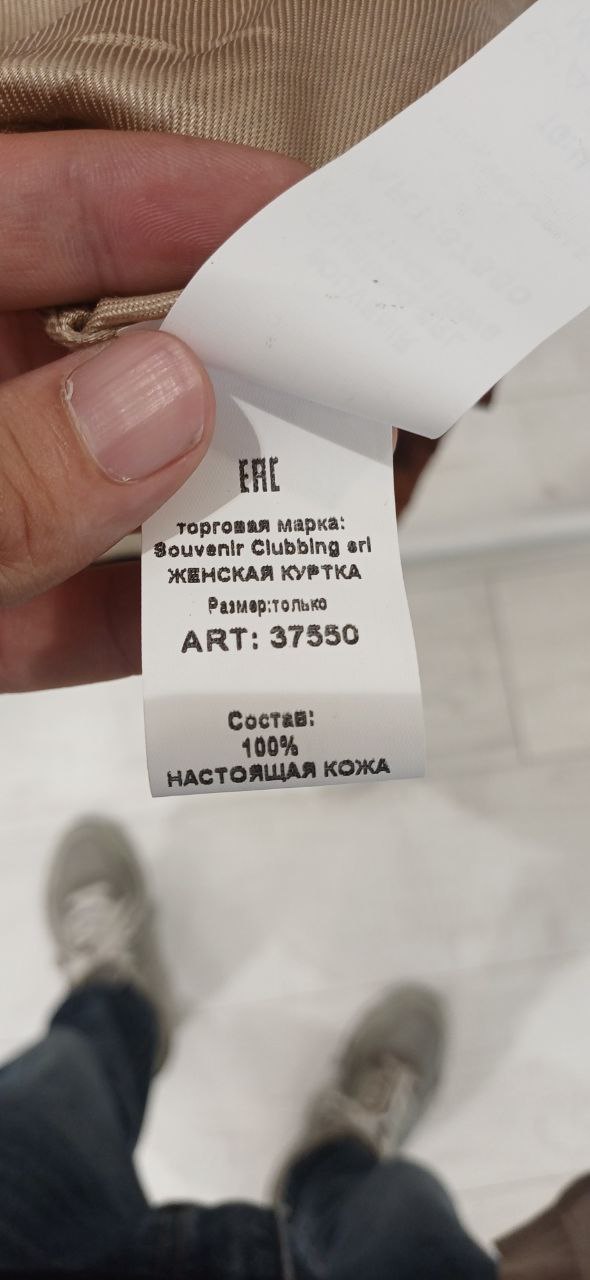 EAC
торговая марка:
Souvenir Clubbing srl
ЖЕНСКАЯ КУРТКА
Размер:только
ART: 37550
Состав:
100%
НАСТОЯЩАЯ КОЖА